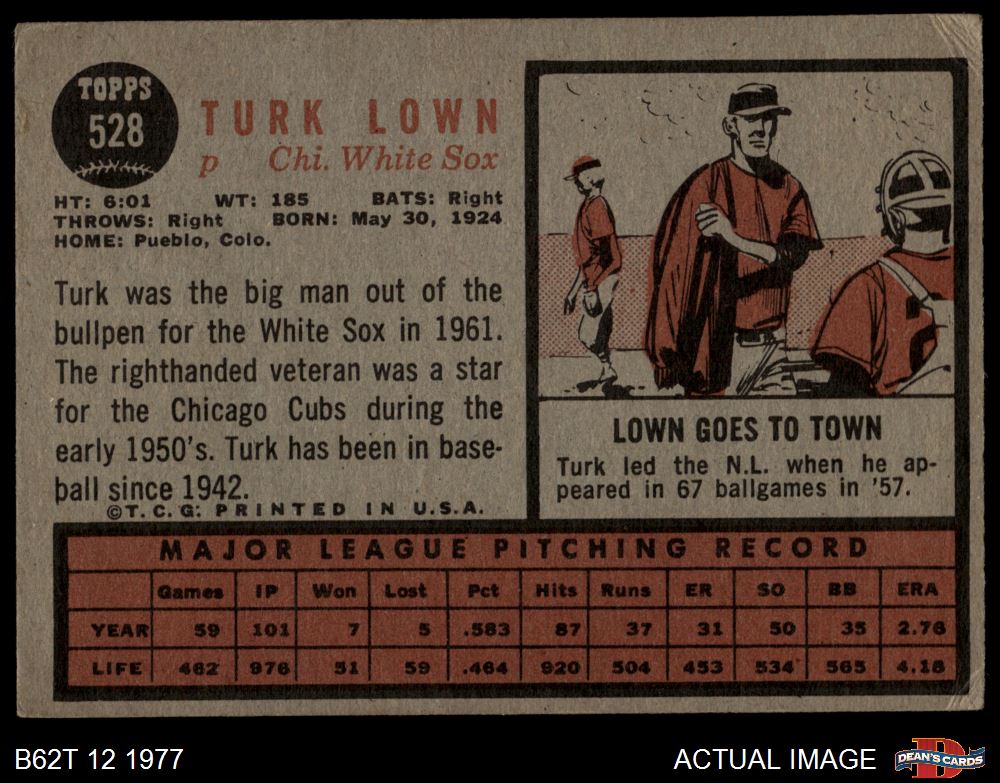 TOPPS
528
TURK LOWN
p Chi. White Sox
HT: 6:01 WT: 185 BATS: Right
THROWS: Right BORN: May 30, 1924
HOME: Pueblo, Colo.
Turk was the big man out of the
bullpen for the White Sox in 1961.
The righthanded veteran was a star
for the Chicago Cubs during the
early 1950's. Turk has been in base-
ball since 1942.
©T. C. G: PRINTED IN U.S.A.
LOWN GOES TO TOWN
Turk led the N.L. when he ap-
peared in 67 ballgames in '57.
MAJOR LEAGUE PITCHING RECORD
Games IP Won Lost Pct Hits Runs ER SO BB ERA
YEAR 59 101 7 5 .583 87 37 31 50 35 2.76
LIFE 462 976 51 59 .464 920 504 453 534 565 4.18
B62T 12 1977
ACTUAL IMAGE
D
DEAN'S CARDS